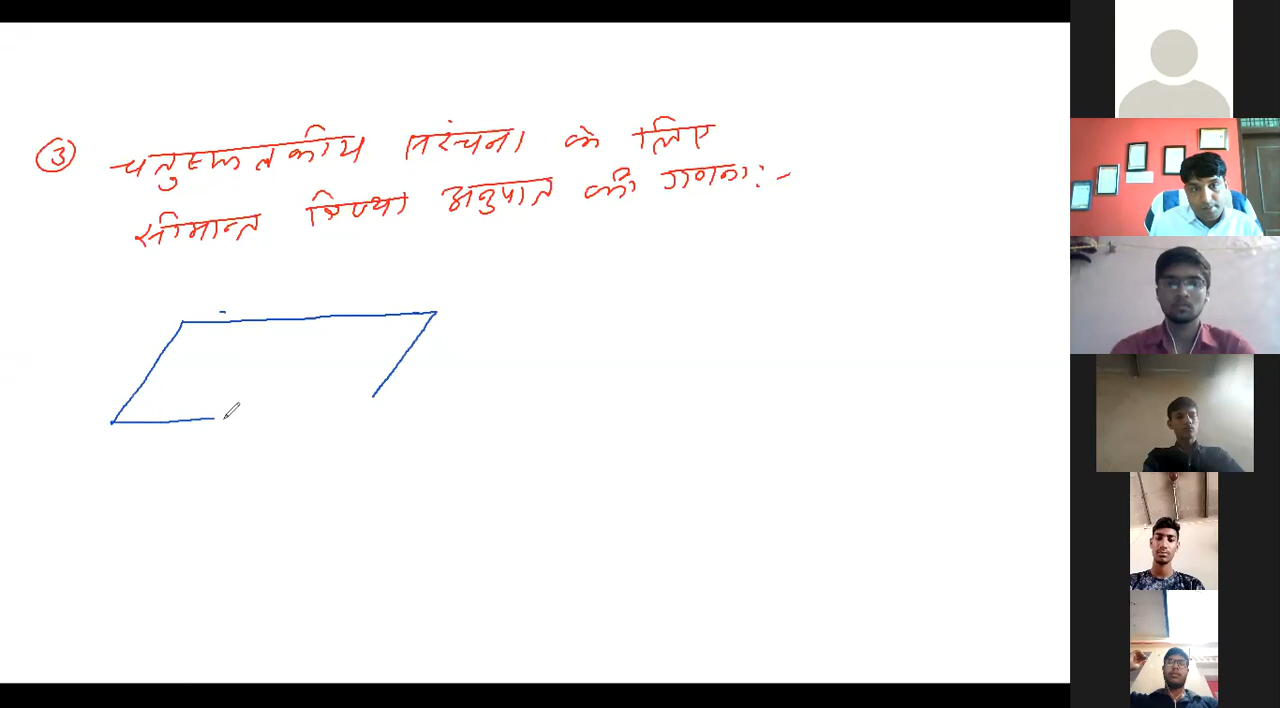 ③ चतुष्फलकीय संरचना के लिए
सीमान्त त्रिज्या अनुपात की गणना:-